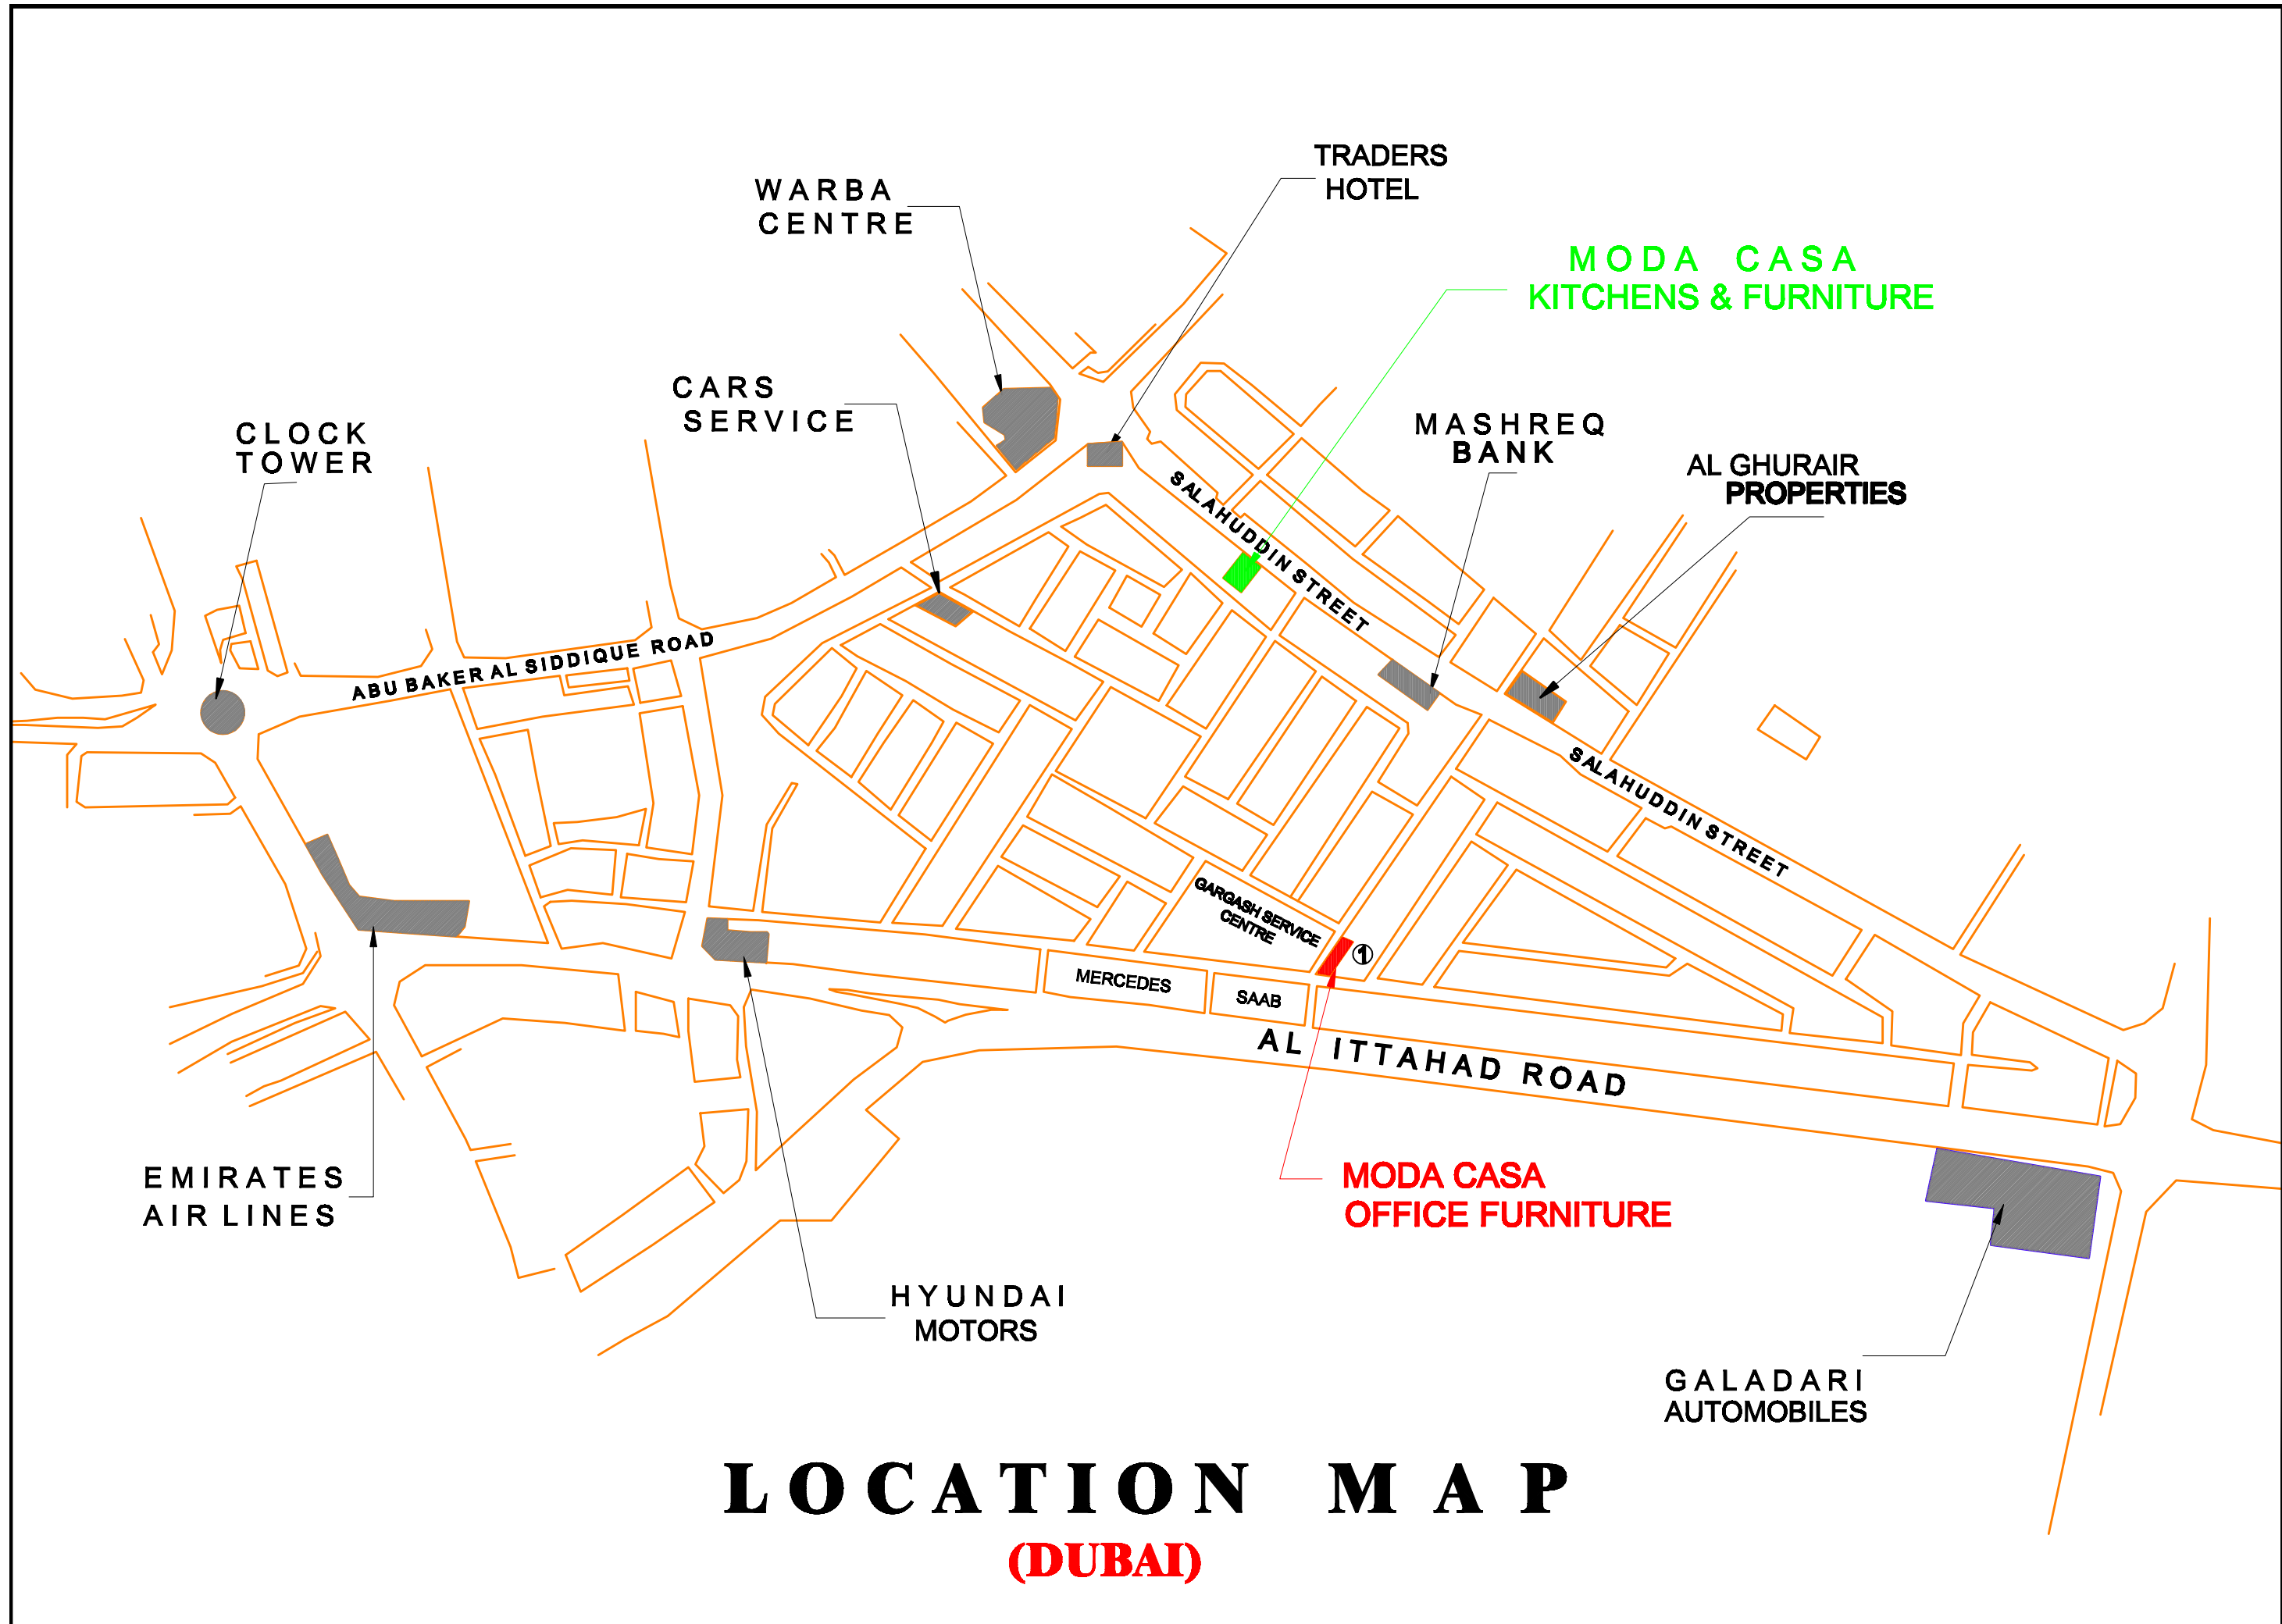 TRADERS
HOTEL
WARBA
CENTRE
MODA CASA
KITCHENS & FURNITURE
CARS
SERVICE
CLOCK
TOWER
MASHREQ
BANK
AL GHURAIR
PROPERTIES
SALAHUDDIN STREET
ABU BAKER AL SIDDIQUE ROAD
SALAHUDDIN STREET
GARGASH SERVICE
CENTRE
1
MERCEDES
SAAB
AL ITTAHAD ROAD
EMIRATES
AIR LINES
MODA CASA
OFFICE FURNITURE
HYUNDAI
MOTORS
GALADARI
AUTOMOBILES
LOCATION MAP
(DUBAI)